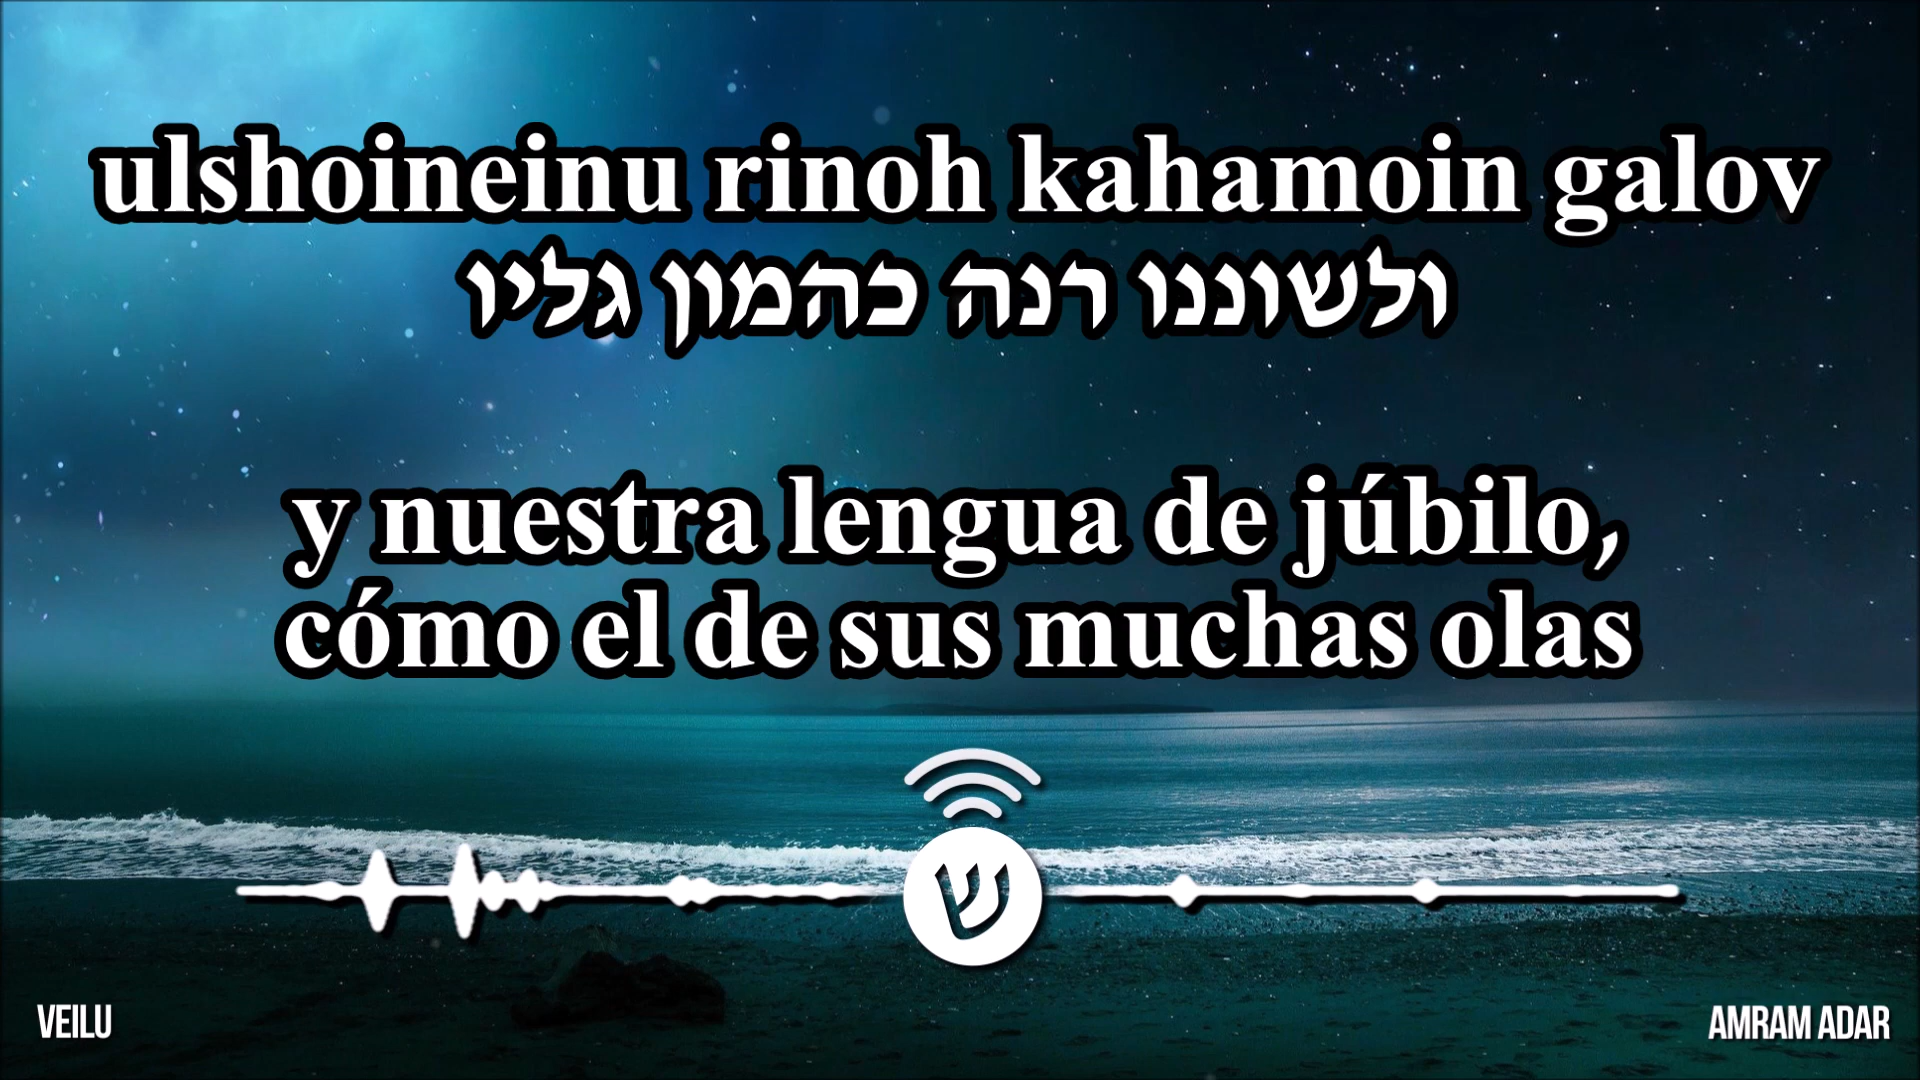 ulshoineinu rinoh kahamoin galov
ולשוננו רנה כהמון גליו
y nuestra lengua de júbilo,
cómo el de sus muchas olas
ש
VEILU
AMRAM ADAR